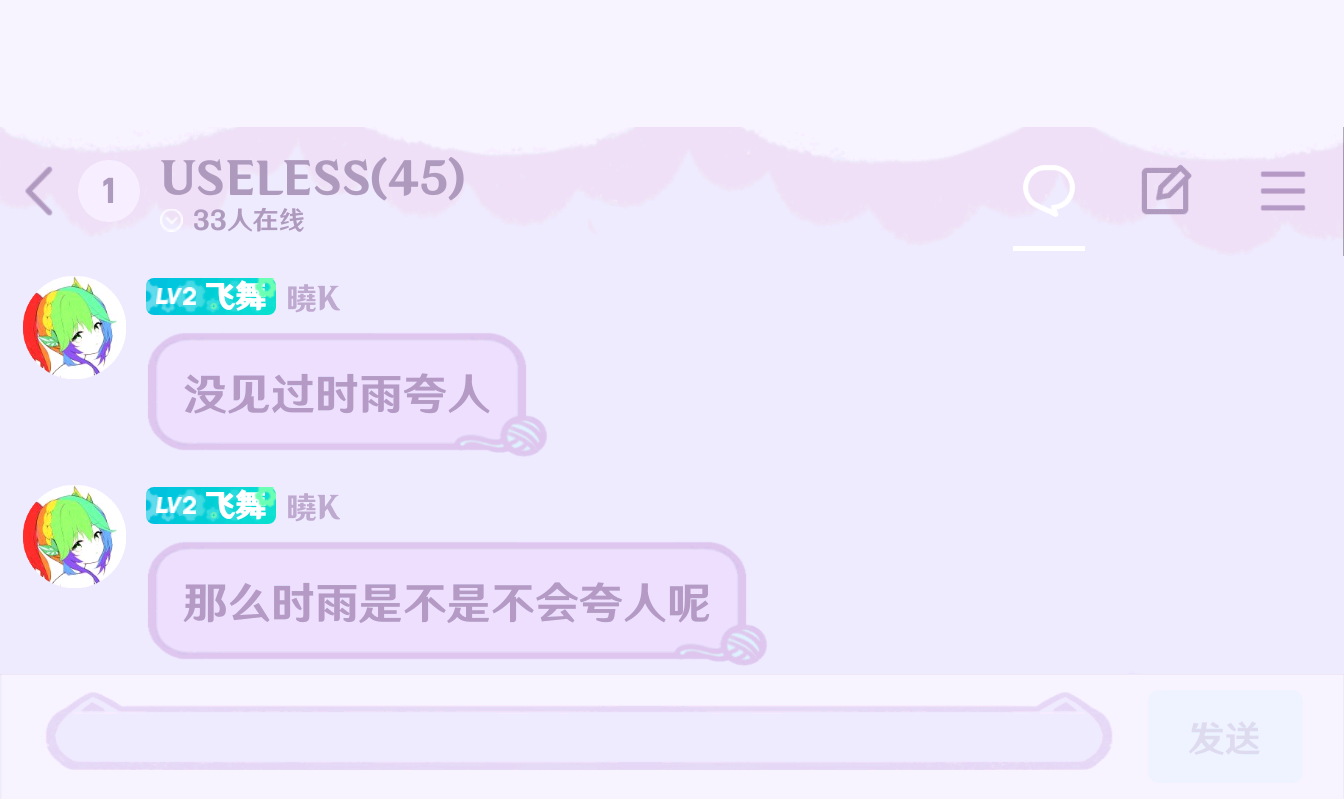 1
USELESS(45)
33人在线
LV2 飞舞 曉K
没见过时雨夸人
LV2 飞舞 曉K
那么时雨是不是不会夸人呢
发送